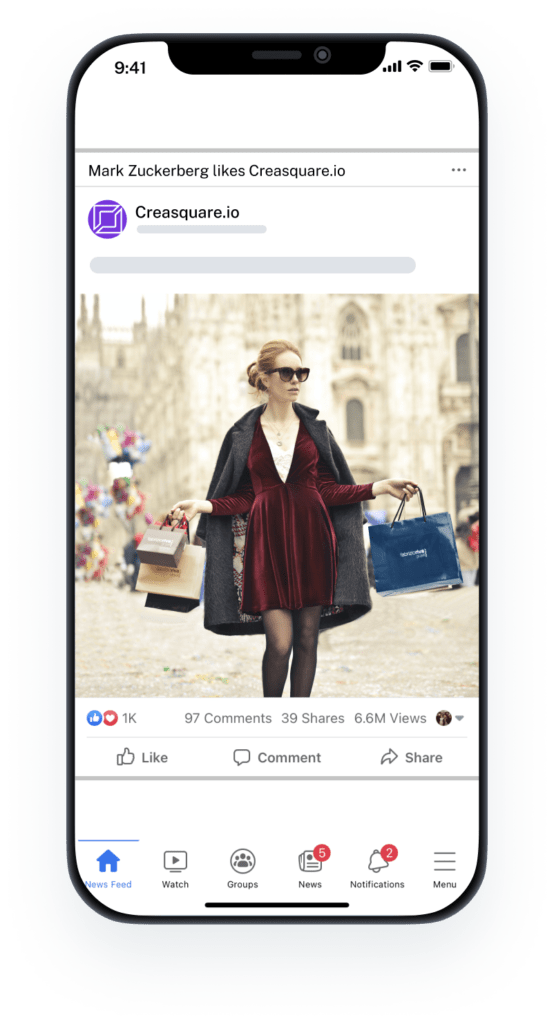 9:41
Mark Zuckerberg likes Creasquare.io
Creasquare.io
1K
97 Comments 39 Shares 6.6M Views
Like
Comment
Share
5
2
News Feed
Watch
Groups
News
Notifications
Menu